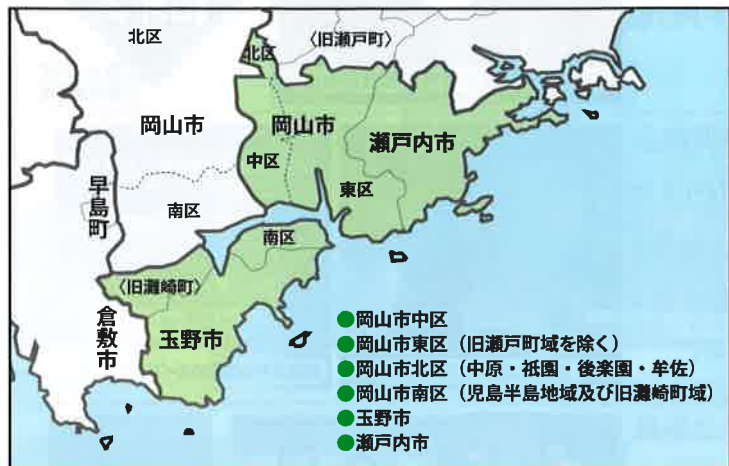 北区
〈旧瀬戸町〉
北区
岡山市
岡山市
瀬戸内市
中区
早島町
東区
南区
南区
〈旧灘崎町〉
倉敷市
玉野市
●岡山市中区
●岡山市東区（旧瀬戸町域を除く）
●岡山市北区（中原・祇園・後楽園・牟佐）
●岡山市南区（児島半島地域及び旧灘崎町域）
●玉野市
●瀬戸内市